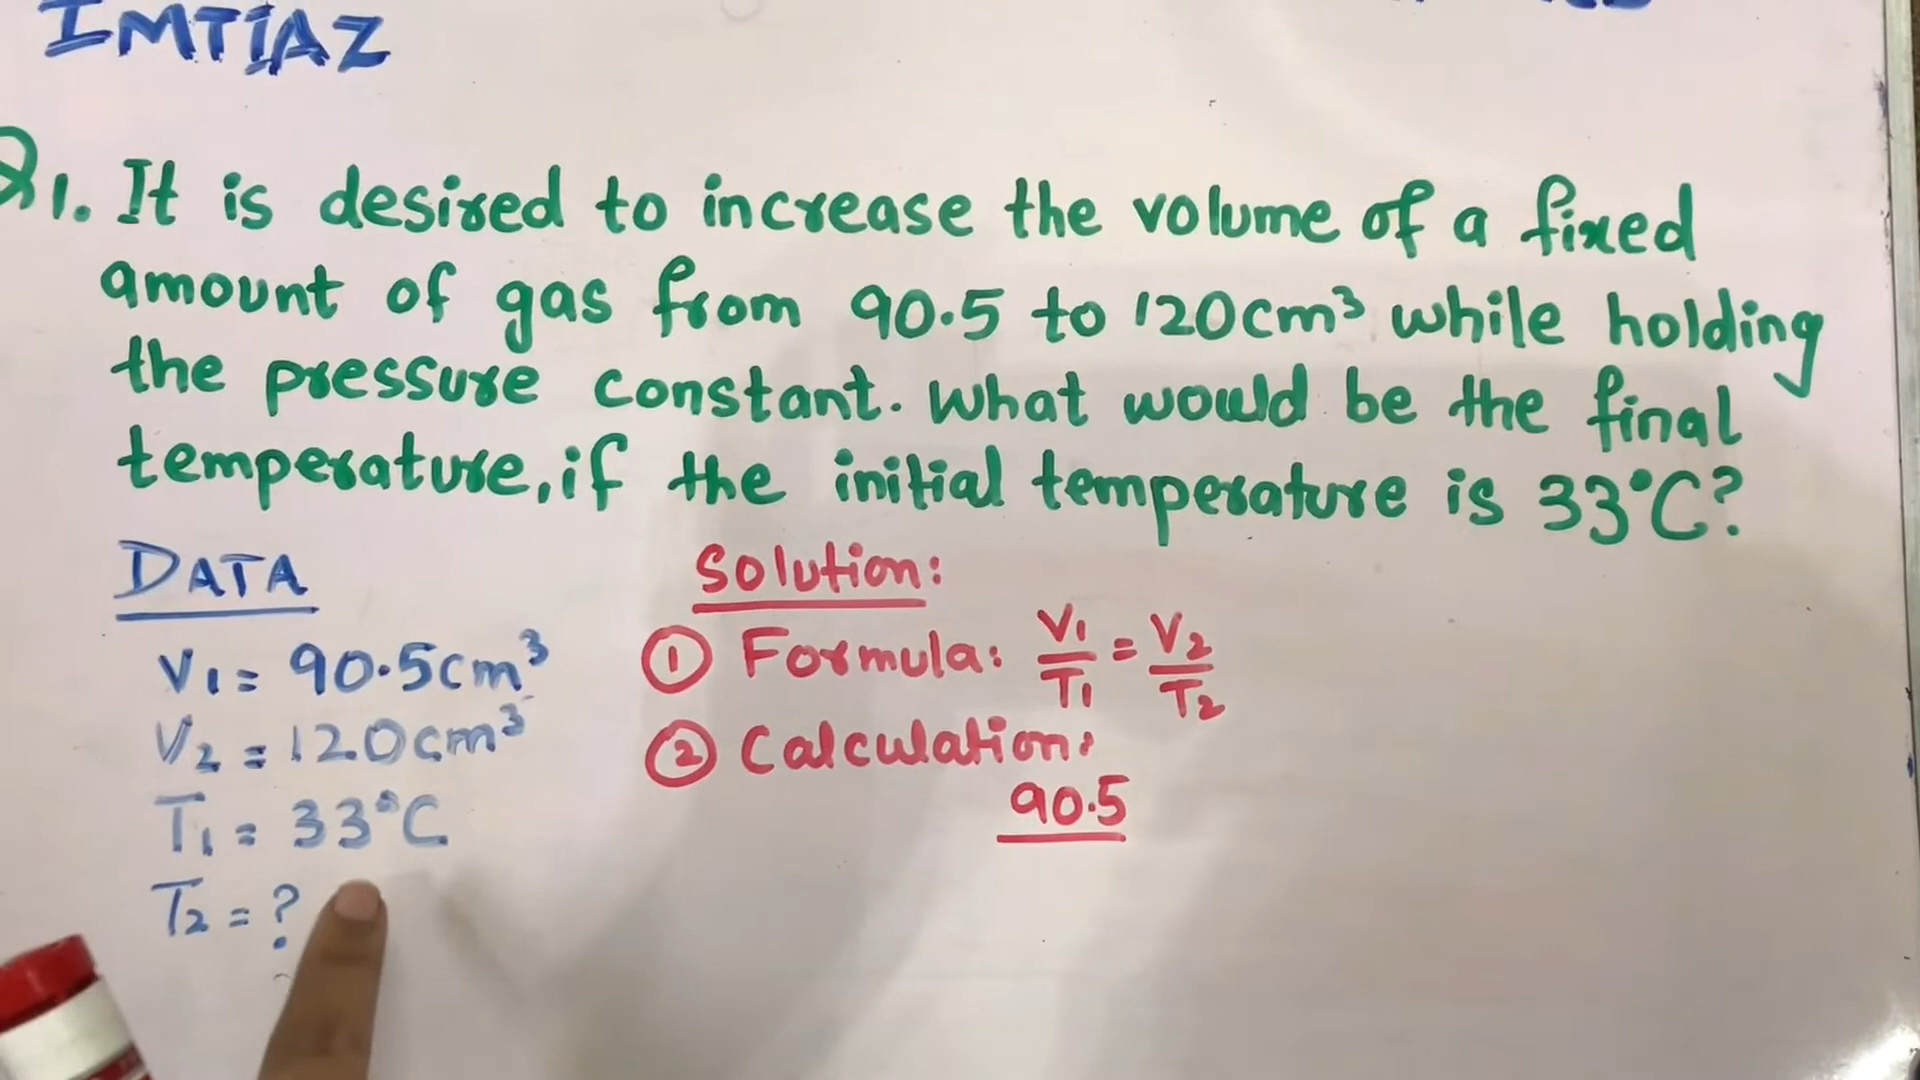 IMTIAZ
Q1. It is desired to increase the volume of a fixed
amount of gas from 90.5 to 120cm³ while holding
the pressure constant. What would be the final
temperature, if the initial temperature is 33°C?
DATA
V₁ = 90.5cm³
V₂ = 120cm³
T₁ = 33°C
T₂ = ?
Solution:
① Formula: V₁/T₁ = V₂/T₂
② Calculation:
90.5